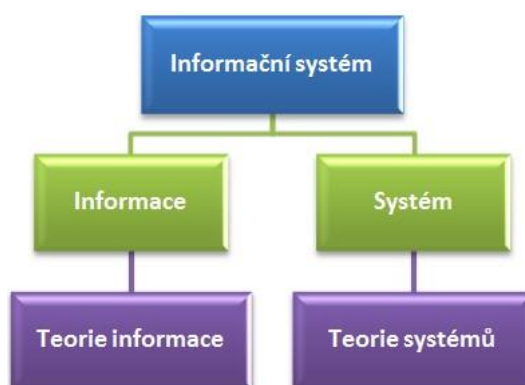 Informační systém
Informace
Systém
Teorie informace
Teorie systémů